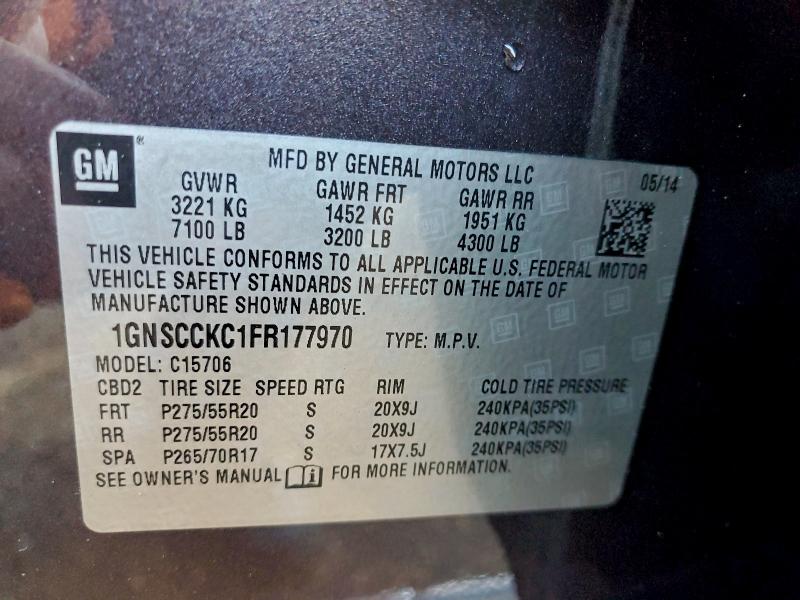 GM
MFD BY GENERAL MOTORS LLC
05/14
GVWR GAWR FRT GAWR RR
3221 KG 1452 KG 1951 KG
7100 LB 3200 LB 4300 LB
THIS VEHICLE CONFORMS TO ALL APPLICABLE U.S. FEDERAL MOTOR
VEHICLE SAFETY STANDARDS IN EFFECT ON THE DATE OF
MANUFACTURE SHOWN ABOVE.
1GNSCCKC1FR177970 TYPE: M.P.V.
MODEL: C15706
CBD2 TIRE SIZE SPEED RTG RIM COLD TIRE PRESSURE
FRT P275/55R20 S 20X9J 240KPA(35PSI)
RR P275/55R20 S 20X9J 240KPA(35PSI)
SPA P265/70R17 S 17X7.5J 240KPA(35PSI)
SEE OWNER'S MANUAL i FOR MORE INFORMATION.